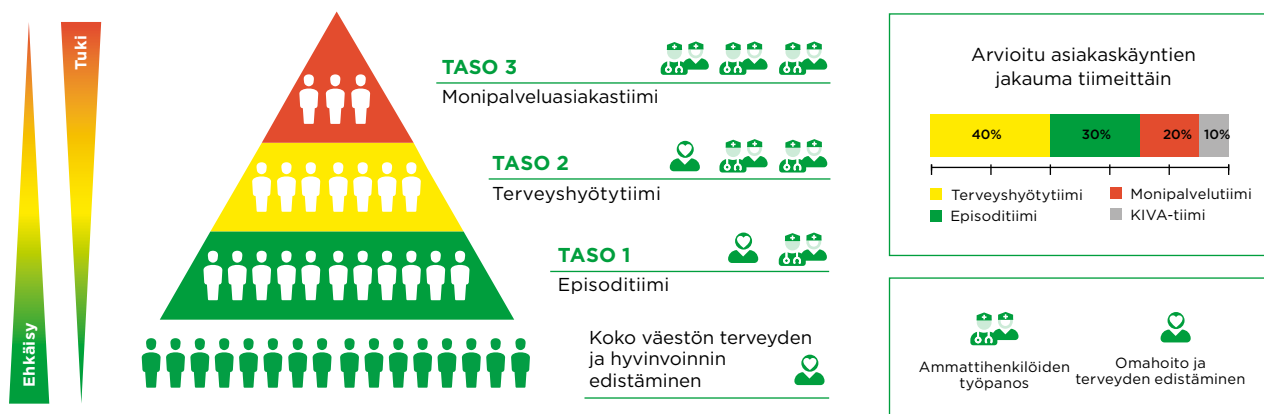 Tuki
Ehkäisy
TASO 3
Monipalveluasiakastiimi
TASO 2
Terveyshyötytiimi
TASO 1
Episoditiimi
Koko väestön terveyden
ja hyvinvoinnin
edistäminen
Arvioitu asiakaskäyntien
jakauma tiimeittäin
40% 30% 20% 10%
Terveyshyötytiimi Monipalvelutiimi
Episoditiimi KIVA-tiimi
Ammattihenkilöiden
työpanos
Omahoito ja
terveyden edistäminen